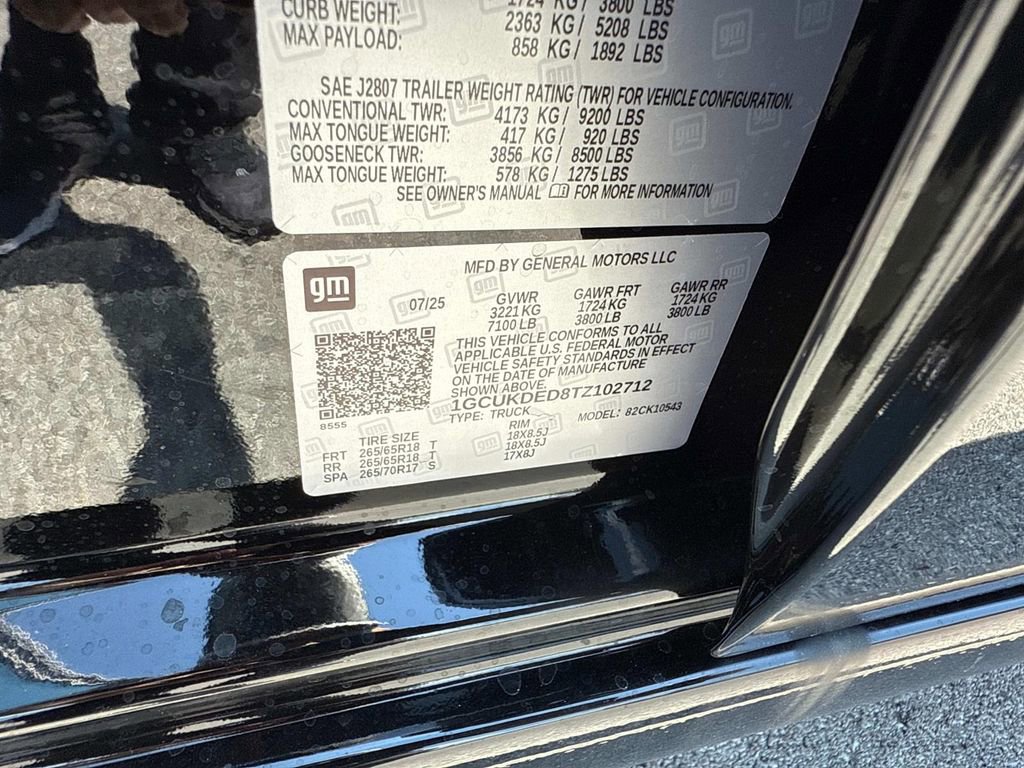 1724 KG / 3800 LBS
CURB WEIGHT: 2363 KG / 5208 LBS
MAX PAYLOAD: 858 KG / 1892 LBS
SAE J2807 TRAILER WEIGHT RATING (TWR) FOR VEHICLE CONFIGURATION.
CONVENTIONAL TWR: 4173 KG / 9200 LBS
MAX TONGUE WEIGHT: 417 KG / 920 LBS
GOOSENECK TWR: 3856 KG / 8500 LBS
MAX TONGUE WEIGHT: 578 KG / 1275 LBS
SEE OWNER'S MANUAL FOR MORE INFORMATION
gm
MFD BY GENERAL MOTORS LLC
07/25
GVWR GAWR FRT GAWR RR
3221 KG 1724 KG 1724 KG
7100 LB 3800 LB 3800 LB
THIS VEHICLE CONFORMS TO ALL
APPLICABLE U.S. FEDERAL MOTOR
VEHICLE SAFETY STANDARDS IN EFFECT
ON THE DATE OF MANUFACTURE
SHOWN ABOVE.
1GCUKDED8TZ102712
TYPE: TRUCK MODEL: 82CK10543
8555
TIRE SIZE RIM
FRT 265/65R18 T 18X8.5J
RR 265/65R18 T 18X8.5J
SPA 265/70R17 S 17X8J